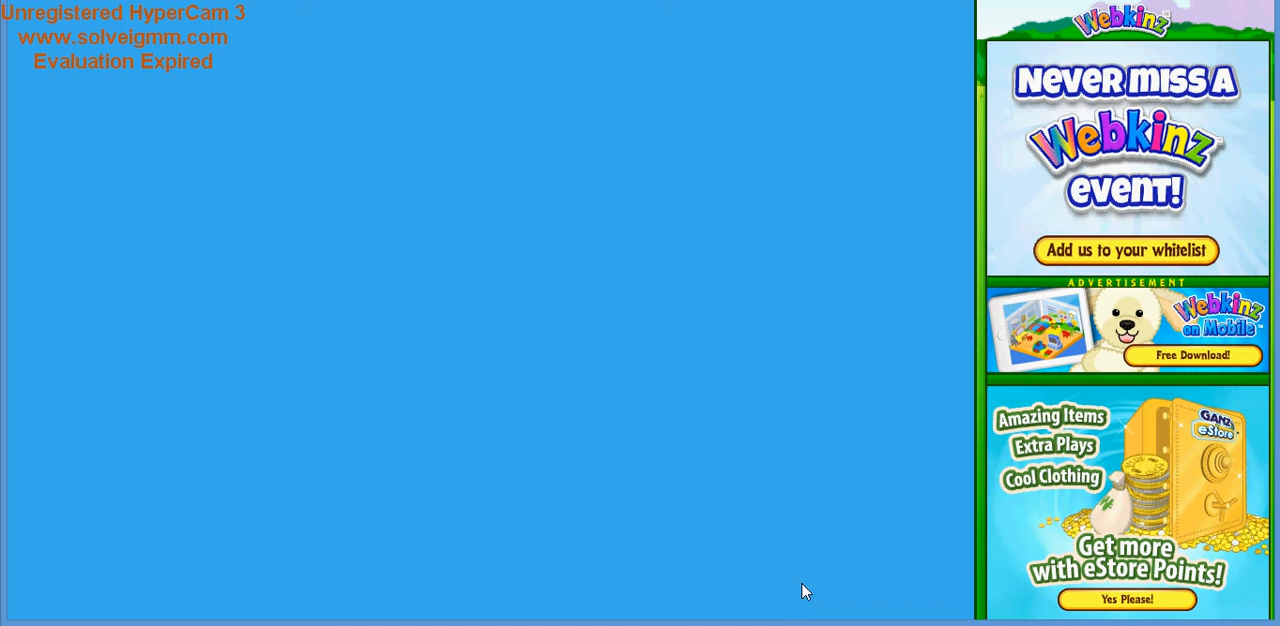 Unregistered HyperCam 3
www.solveigmm.com
Evaluation Expired
Webkinz
NEVER MISS A
Webkinz
EVENT!
Add us to your whitelist
ADVERTISEMENT
Webkinz
on Mobile
Free Download!
Amazing Items
Extra Plays
Cool Clothing
GANZ
eStore
Get more
with eStore Points!
Yes Please!